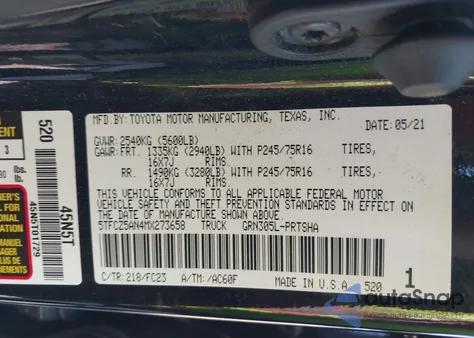 MFD.BY:TOYOTA MOTOR MANUFACTURING, TEXAS, INC.
DATE: 05/21
GVWR: 2540KG (5600LB)
GAWR:FRT. 1335KG (2940LB) WITH P245/75R16 TIRES,
16X7J RIMS.
RR. 1490KG (3280LB) WITH P245/75R16 TIRES,
16X7J RIMS.
THIS VEHICLE CONFORMS TO ALL APPLICABLE FEDERAL MOTOR
VEHICLE SAFETY AND THEFT PREVENTION STANDARDS IN EFFECT
ON THE DATE OF MANUFACTURE SHOWN ABOVE.
5TFCZ5AN4MX273658 TRUCK GRN305L-PRTSHA
C/TR:218/FC23 A/TM:/AC60F MADE IN U.S.A. 520
1
520
45N5T
45N5T01729
3
lbs.
autoSnap